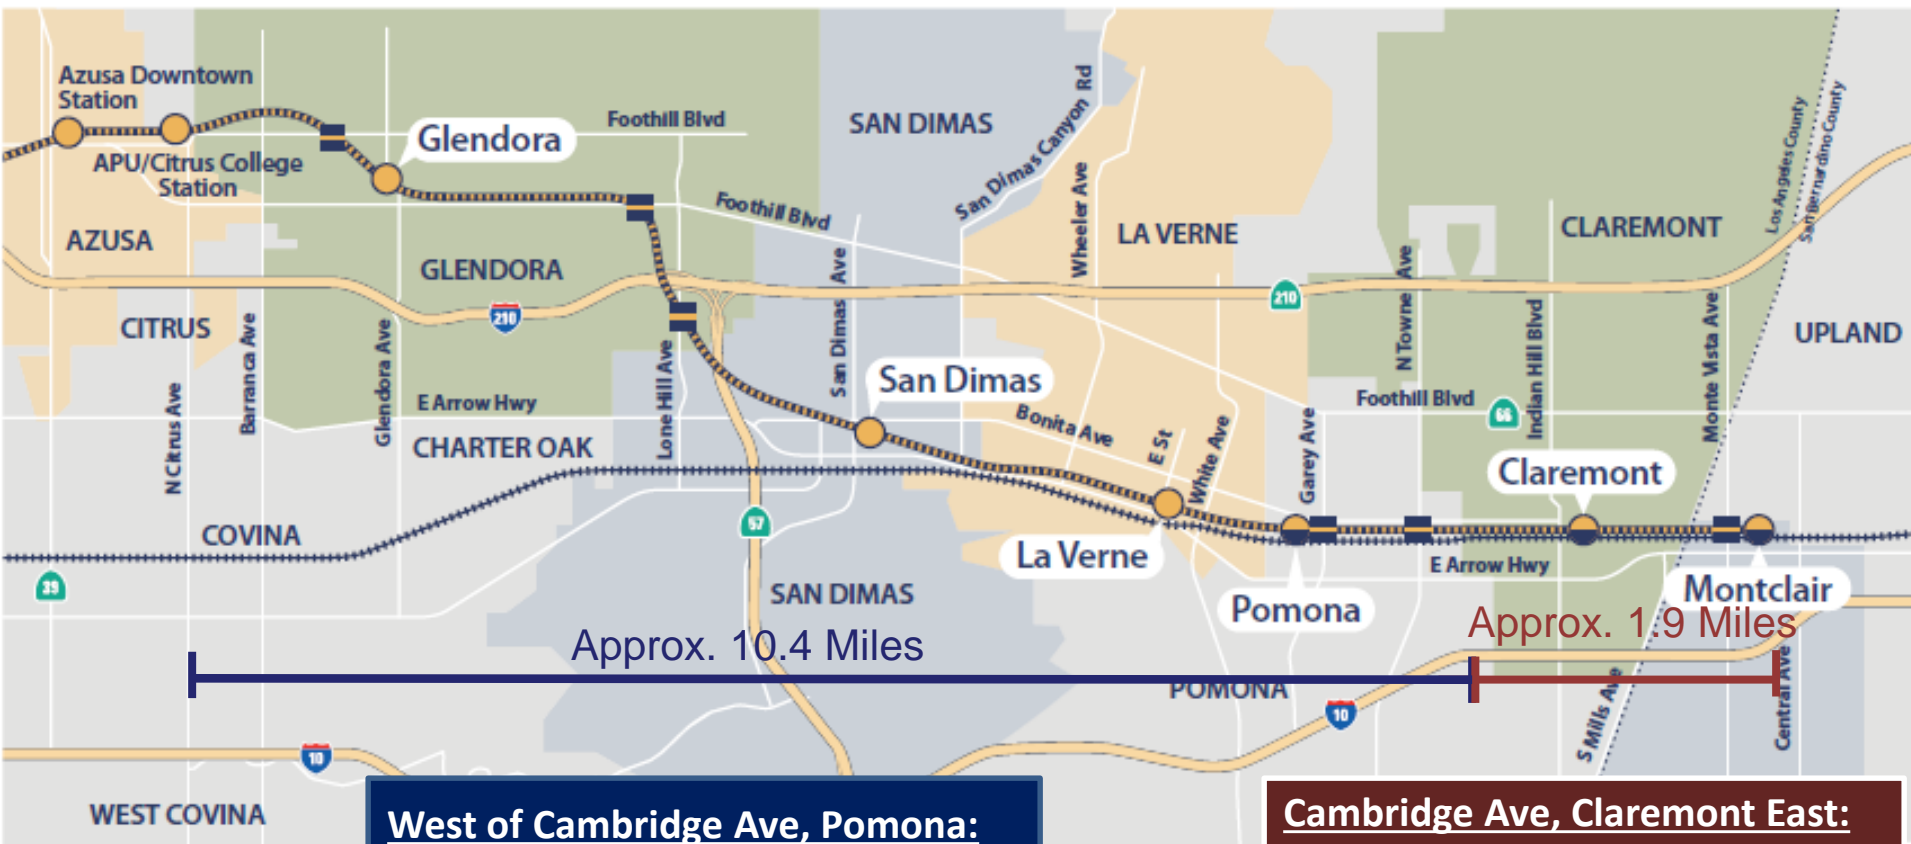 Azusa Downtown
Station
APU/Citrus College
Station
Glendora
Foothill Blvd
SAN DIMAS
San Dimas Canyon Rd
Wheeler Ave
Los Angeles County
San Bernardino County
AZUSA
GLENDORA
Foothill Blvd
LA VERNE
CLAREMONT
CITRUS
210
210
San Dimas Ave
N Towne Ave
Indian Hill Blvd
Monte Vista Ave
UPLAND
N Citrus Ave
Barranca Ave
Glendora Ave
Lone Hill Ave
San Dimas
E Arrow Hwy
CHARTER OAK
Bonita Ave
E St
White Ave
Garey Ave
Foothill Blvd
66
Claremont
COVINA
57
La Verne
E Arrow Hwy
39
SAN DIMAS
Pomona
Montclair
Approx. 10.4 Miles
Approx. 1.9 Miles
POMONA
10
S Mills Ave
Central Ave
10
WEST COVINA
West of Cambridge Ave, Pomona:
Cambridge Ave, Claremont East: